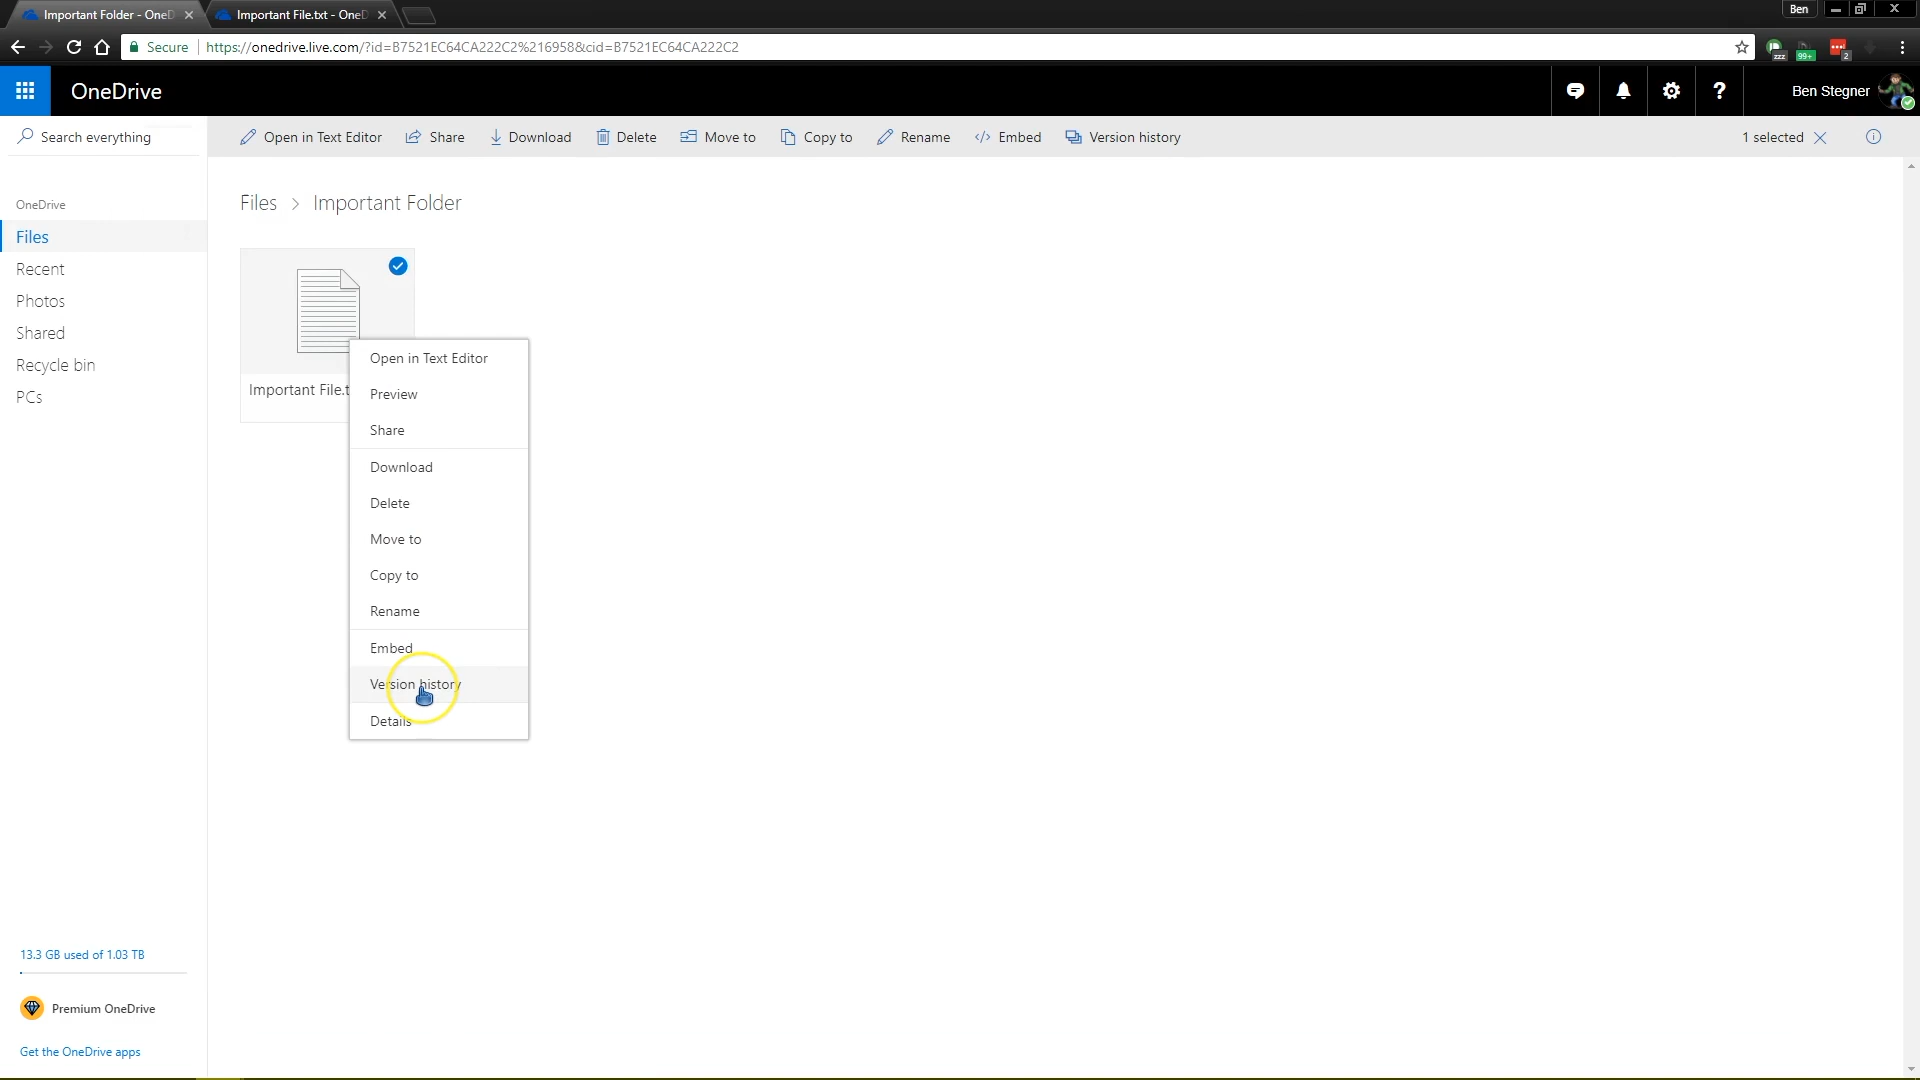 Important Folder - OneD
Important File.txt - OneD
Ben
Secure
https://onedrive.live.com/?id=B7521EC64CA222C2%216958&cid=B7521EC64CA222C2
zzz
99+
2
OneDrive
Ben Stegner
Search everything
Open in Text Editor
Share
Download
Delete
Move to
Copy to
Rename
Embed
Version history
1 selected
Files > Important Folder
OneDrive
Files
Recent
Photos
Shared
Recycle bin
PCs
Important File.t
Open in Text Editor
Preview
Share
Download
Delete
Move to
Copy to
Rename
Embed
Version history
Details
13.3 GB used of 1.03 TB
Premium OneDrive
Get the OneDrive apps